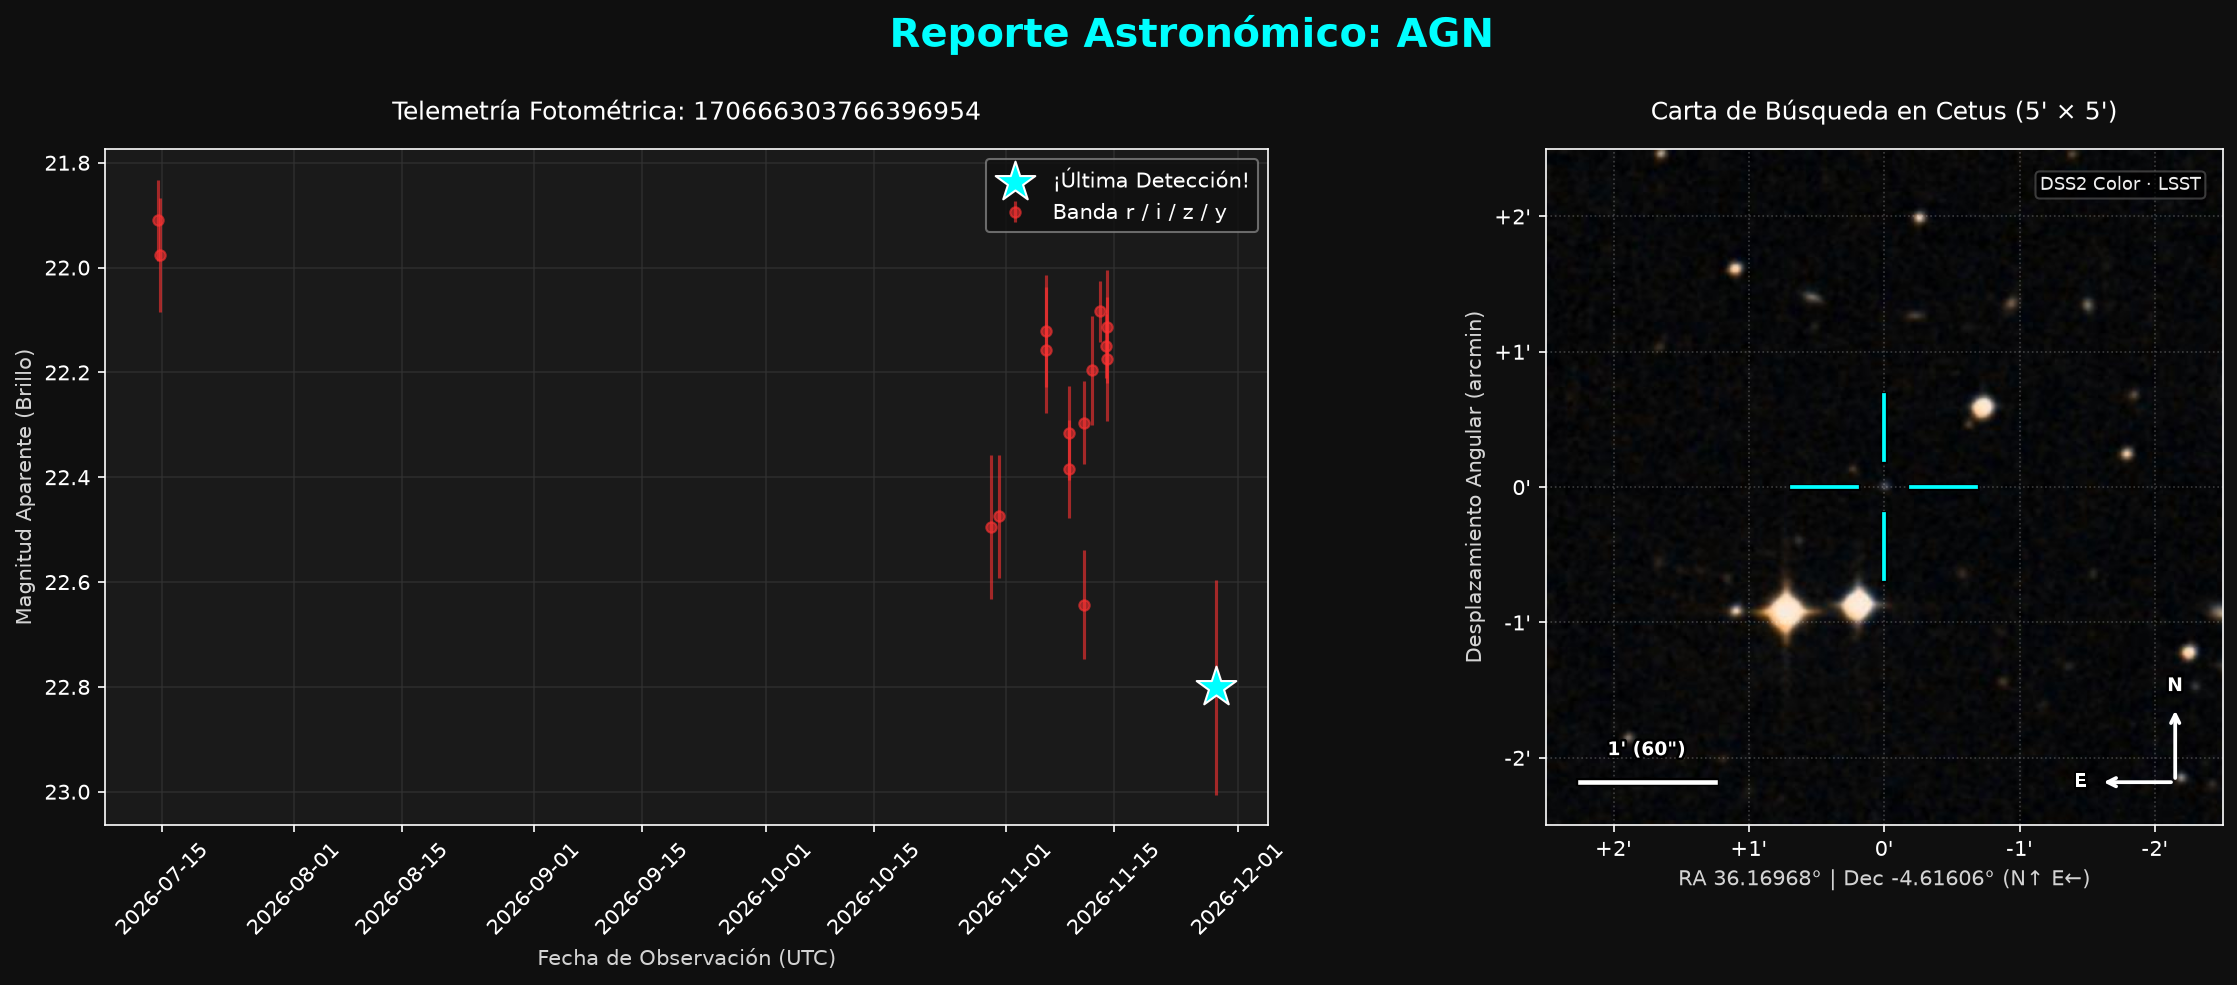 Reporte Astronómico: AGN
Telemetría Fotométrica: 170666303766396954
Magnitud Aparente (Brillo)
21.8
22.0
22.2
22.4
22.6
22.8
23.0
¡Última Detección!
Banda r / i / z / y
2026-07-15
2026-08-01
2026-08-15
2026-09-01
2026-09-15
2026-10-01
2026-10-15
2026-11-01
2026-11-15
2026-12-01
Fecha de Observación (UTC)
Carta de Búsqueda en Cetus (5' × 5')
Desplazamiento Angular (arcmin)
+2'
+1'
0'
-1'
-2'
DSS2 Color · LSST
N
E
1' (60")
+2'
+1'
0'
-1'
-2'
RA 36.16968° | Dec -4.61606° (N↑ E←)